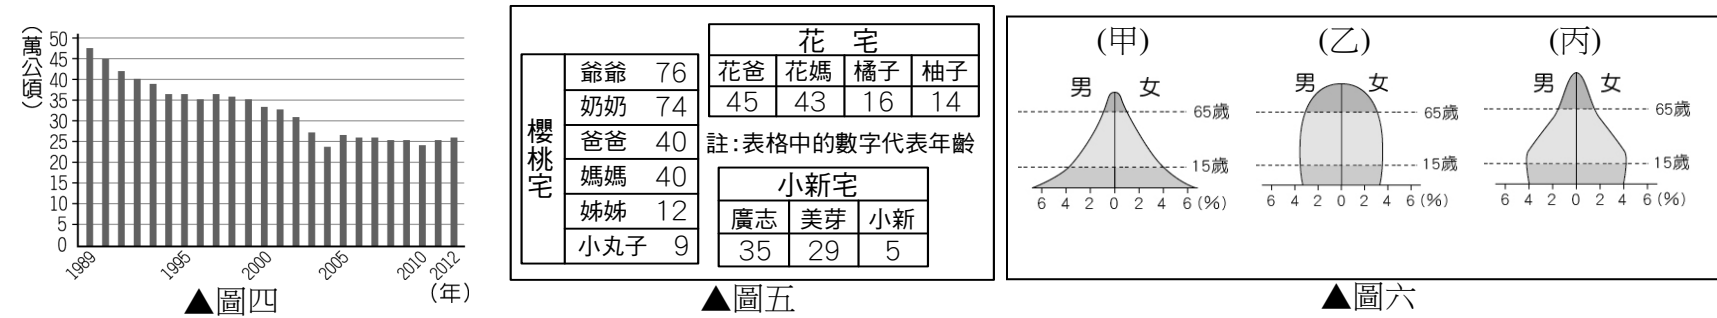 (萬公頃)
50
45
40
35
30
25
20
15
10
5
0
1989 1995 2000 2005 2010 2012
(年)
▲圖四
櫻桃宅
爺爺 76
奶奶 74
爸爸 40
媽媽 40
姊姊 12
小丸子 9
花 宅
花爸 花媽 橘子 柚子
45 43 16 14
註:表格中的數字代表年齡
小新宅
廣志 美芽 小新
35 29 5
▲圖五
(甲)
男 女
65歲
15歲
6 4 2 0 2 4 6 (%)
(乙)
男 女
65歲
15歲
6 4 2 0 2 4 6 (%)
(丙)
男 女
65歲
15歲
6 4 2 0 2 4 6 (%)
▲圖六